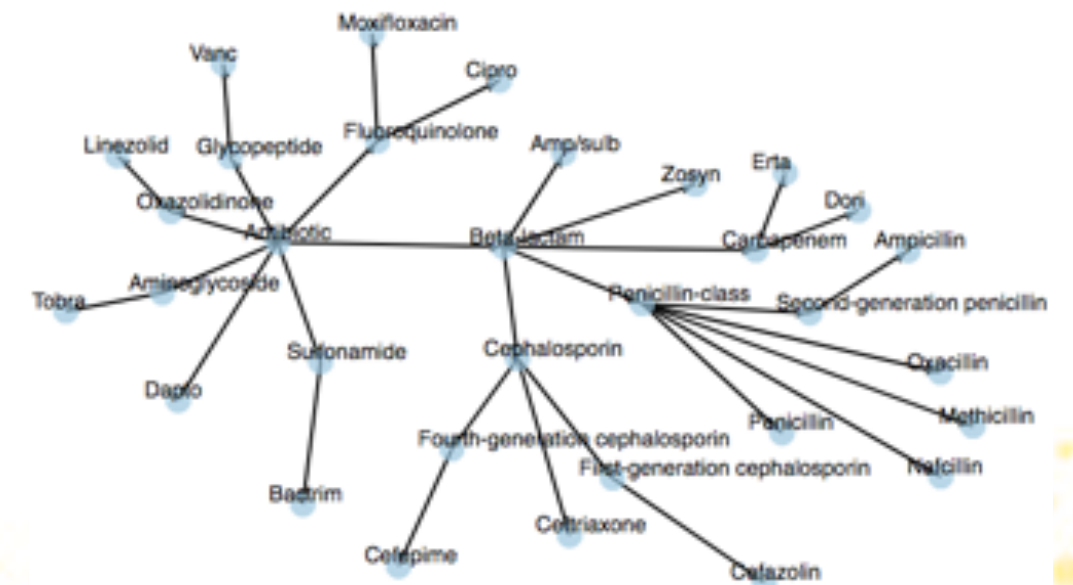 Moxifloxacin
Vanc
Cipro
Fluoroquinolone
Linezolid
Glycopeptide
Amp/sulb
Zosyn
Erta
Oxazolidinone
Dori
Antibiotic
Beta-lactam
Carbapenem
Ampicillin
Aminoglycoside
Tobra
Penicillin-class
Second-generation penicillin
Sulfonamide
Cephalosporin
Oxacillin
Dapto
Penicillin
Methicillin
Fourth-generation cephalosporin
First-generation cephalosporin
Nafcillin
Bactrim
Ceftriaxone
Cefepime
Cefazolin